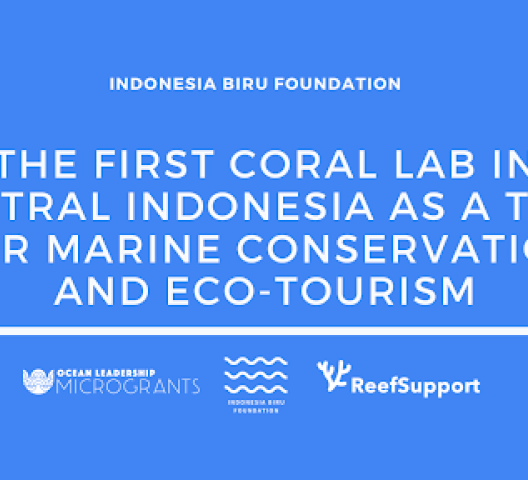 INDONESIA BIRU FOUNDATION
THE FIRST CORAL LAB IN
TRAL INDONESIA AS A T
R MARINE CONSERVATIO
AND ECO-TOURISM
OCEAN LEADERSHIP
MICROGRANTS
INDONESIA BIRU
FOUNDATION
ReefSupport